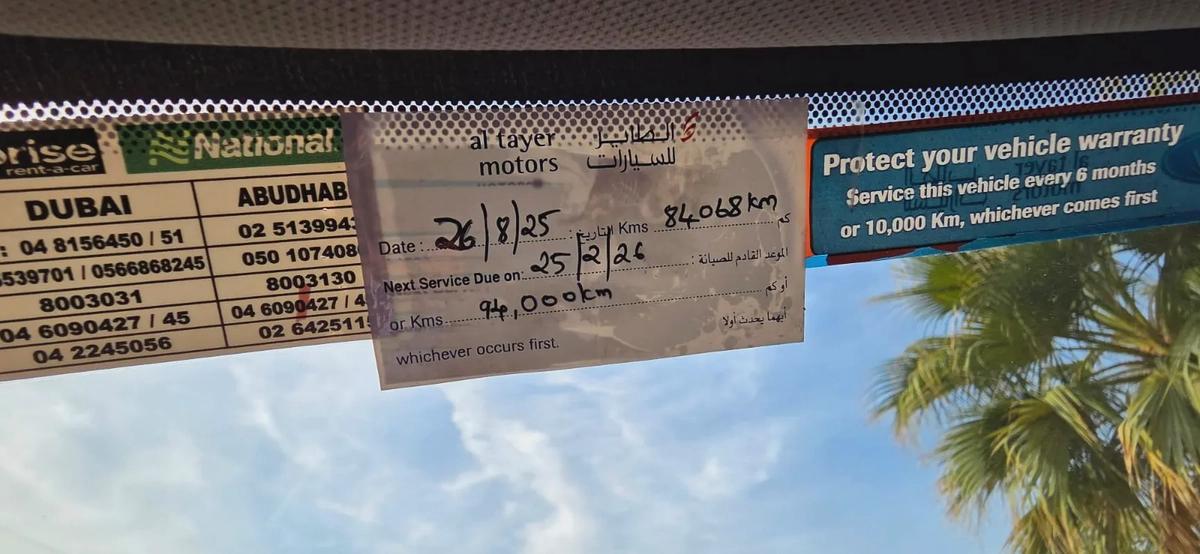 rise
rent-a-car
National
DUBAI
ABUDHAB
: 04 8156450 / 51
02 5139943
539701 / 0566868245
050 107408
8003031
8003130
04 6090427 / 45
04 6090427 / 4
04 2245056
02 6425115
al tayer
motors
الطاير
للسيارات
Date : 26/8/25 : التاريخ Kms 84068 km كم
Next Service Due on: 25/2/26 : الموعد القادم للصيانة
or Kms 94,000km أو كم
whichever occurs first. أيهما يحدث أولا
Protect your vehicle warranty
Service this vehicle every 6 months
or 10,000 Km, whichever comes first